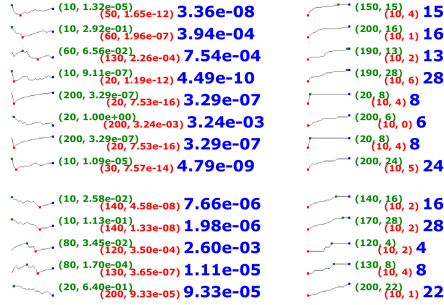 (10, 1.32e-05) (50, 1.65e-12) 3.36e-08 (150, 15) (10, 4) 15
(10, 2.92e-01) (60, 1.96e-07) 3.94e-04 (200, 16) (10, 1) 16
(60, 6.56e-02) (130, 2.26e-04) 7.54e-04 (190, 13) (10, 2) 13
(10, 9.11e-07) (20, 1.19e-12) 4.49e-10 (190, 28) (10, 6) 28
(200, 3.29e-07) (20, 7.53e-16) 3.29e-07 (20, 8) (10, 4) 8
(20, 1.00e+00) (200, 3.24e-03) 3.24e-03 (200, 6) (10, 0) 6
(200, 3.29e-07) (20, 7.53e-16) 3.29e-07 (20, 8) (10, 4) 8
(10, 1.09e-05) (30, 7.57e-14) 4.79e-09 (200, 24) (10, 5) 24
(10, 2.58e-02) (140, 4.58e-08) 7.66e-06 (140, 16) (10, 2) 16
(10, 1.13e-01) (140, 1.33e-08) 1.98e-06 (170, 28) (10, 2) 28
(80, 3.45e-02) (120, 3.50e-04) 2.60e-03 (120, 4) (10, 2) 4
(80, 1.70e-04) (130, 3.65e-07) 1.11e-05 (130, 8) (10, 4) 8
(20, 6.40e-01) (200, 9.33e-05) 9.33e-05 (200, 22) (10, 1) 22